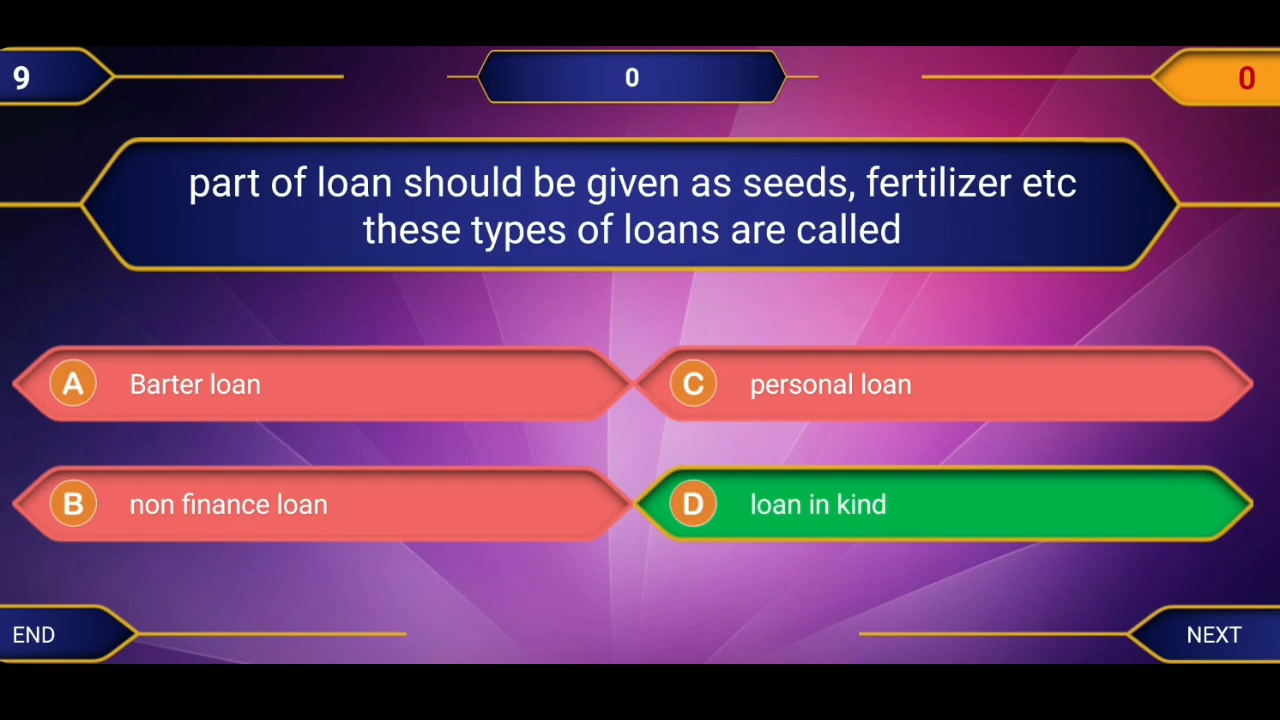 9
0
0
part of loan should be given as seeds, fertilizer etc
these types of loans are called
A Barter loan
C personal loan
B non finance loan
D loan in kind
END
NEXT